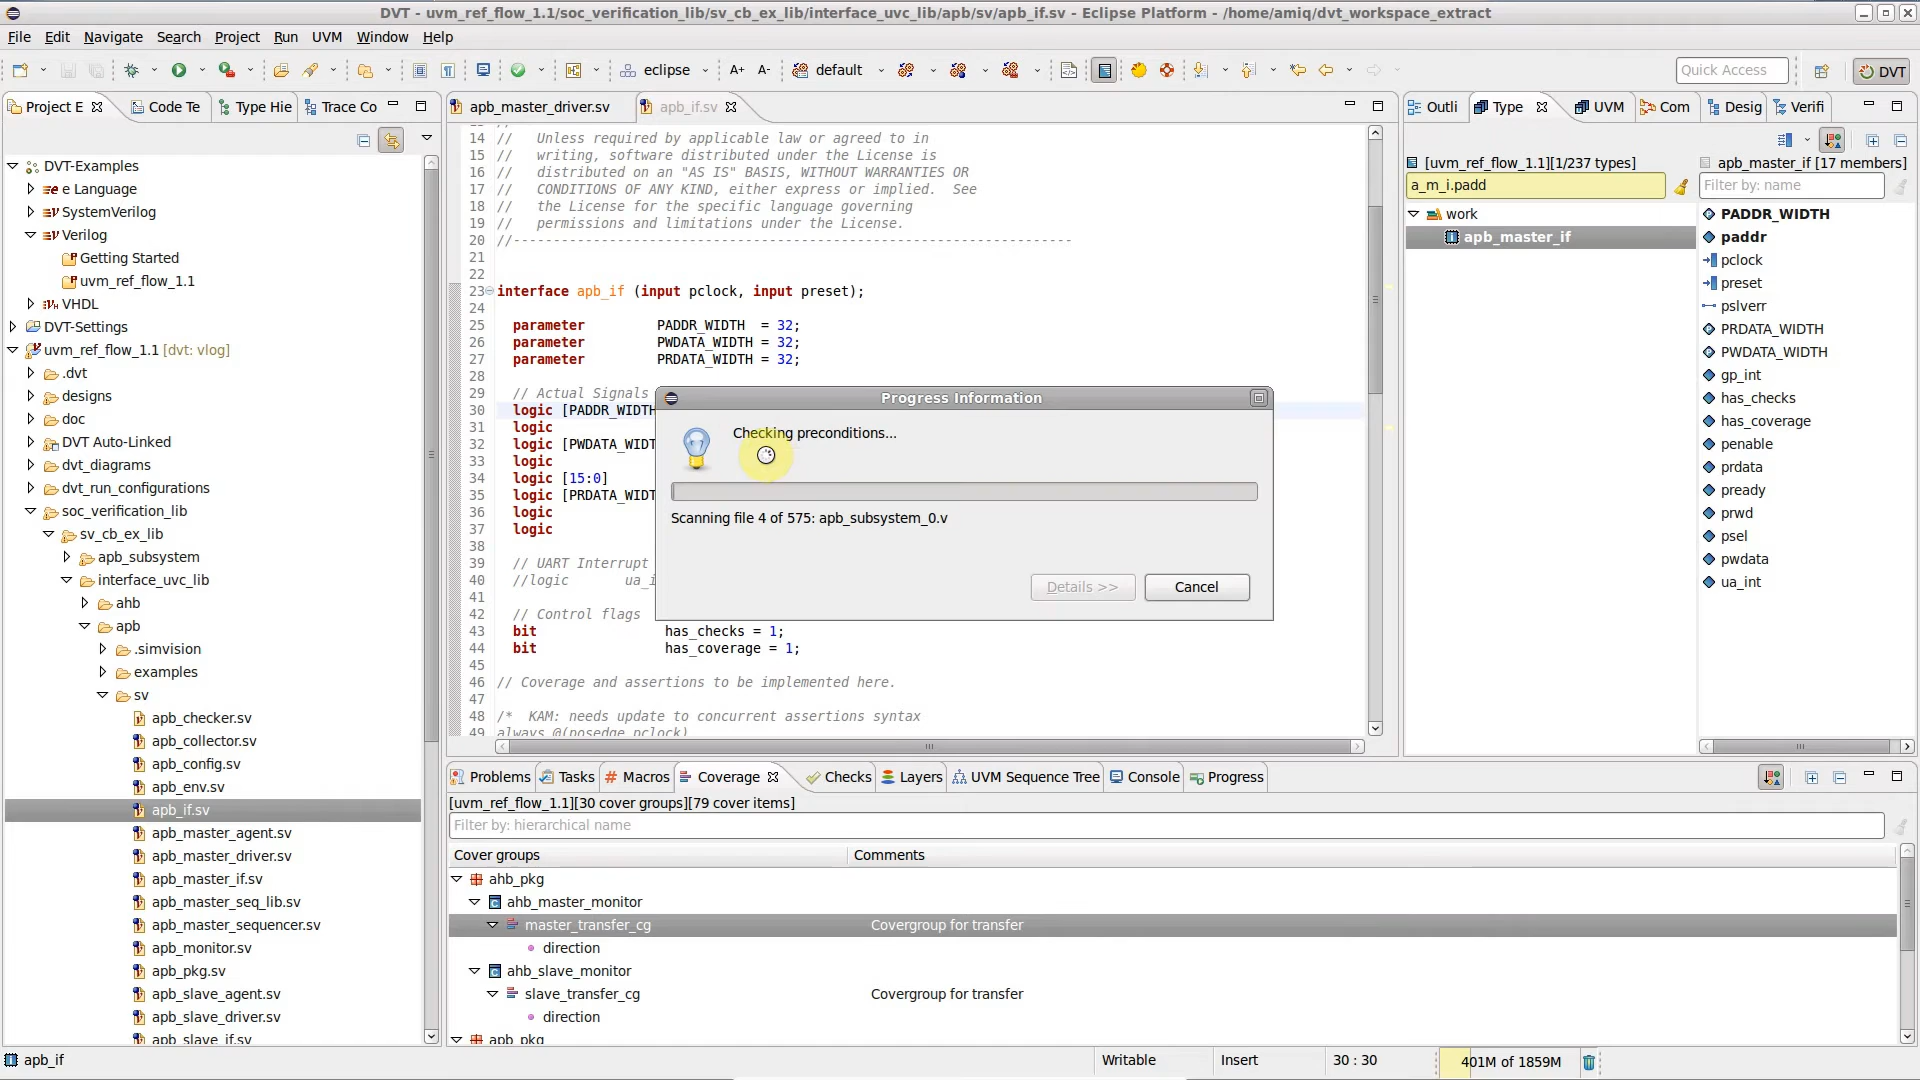 DVT - uvm_ref_flow_1.1/soc_verification_lib/sv_cb_ex_lib/interface_uvc_lib/apb/sv/apb_if.sv - Eclipse Platform - /home/amiq/dvt_workspace_extract
File Edit Navigate Search Project Run UVM Window Help
eclipse A+ A- default Quick Access DVT
Project E Code Te Type Hie Trace Co
DVT-Examples
e Language
SystemVerilog
Verilog
Getting Started
uvm_ref_flow_1.1
VHDL
DVT-Settings
uvm_ref_flow_1.1 [dvt: vlog]
.dvt
designs
doc
DVT Auto-Linked
dvt_diagrams
dvt_run_configurations
soc_verification_lib
sv_cb_ex_lib
apb_subsystem
interface_uvc_lib
ahb
apb
.simvision
examples
sv
apb_checker.sv
apb_collector.sv
apb_config.sv
apb_env.sv
apb_if.sv
apb_master_agent.sv
apb_master_driver.sv
apb_master_if.sv
apb_master_seq_lib.sv
apb_master_sequencer.sv
apb_monitor.sv
apb_pkg.sv
apb_slave_agent.sv
apb_slave_driver.sv
apb_slave_if.sv
apb_master_driver.sv apb_if.sv
14 // Unless required by applicable law or agreed to in
15 // writing, software distributed under the License is
16 // distributed on an "AS IS" BASIS, WITHOUT WARRANTIES OR
17 // CONDITIONS OF ANY KIND, either express or implied. See
18 // the License for the specific language governing
19 // permissions and limitations under the License.
20 //----------------------------------------------------------------------
21
22
23 interface apb_if (input pclock, input preset);
24
25 parameter PADDR_WIDTH = 32;
26 parameter PWDATA_WIDTH = 32;
27 parameter PRDATA_WIDTH = 32;
28
29 // Actual Signals
30 logic [PADDR_WIDTH
31 logic
32 logic [PWDATA_WIDT
33 logic
34 logic [15:0]
35 logic [PRDATA_WIDT
36 logic
37 logic
38
39 // UART Interrupt
40 //logic ua_i
41
42 // Control flags
43 bit has_checks = 1;
44 bit has_coverage = 1;
45
46 // Coverage and assertions to be implemented here.
47
48 /* KAM: needs update to concurrent assertions syntax
49 always @(posedge pclock)
Progress Information
Checking preconditions...
Scanning file 4 of 575: apb_subsystem_0.v
Details >> Cancel
Outli Type UVM Com Desig Verifi
[uvm_ref_flow_1.1][1/237 types]
a_m_i.padd
work
apb_master_if
apb_master_if [17 members]
Filter by: name
PADDR_WIDTH
paddr
pclock
preset
pslverr
PRDATA_WIDTH
PWDATA_WIDTH
gp_int
has_checks
has_coverage
penable
prdata
pready
prwd
psel
pwdata
ua_int
Problems Tasks Macros Coverage Checks Layers UVM Sequence Tree Console Progress
[uvm_ref_flow_1.1][30 cover groups][79 cover items]
Filter by: hierarchical name
Cover groups Comments
ahb_pkg
ahb_master_monitor
master_transfer_cg Covergroup for transfer
direction
ahb_slave_monitor
slave_transfer_cg Covergroup for transfer
direction
apb_pkg
apb_if Writable Insert 30 : 30 401M of 1859M